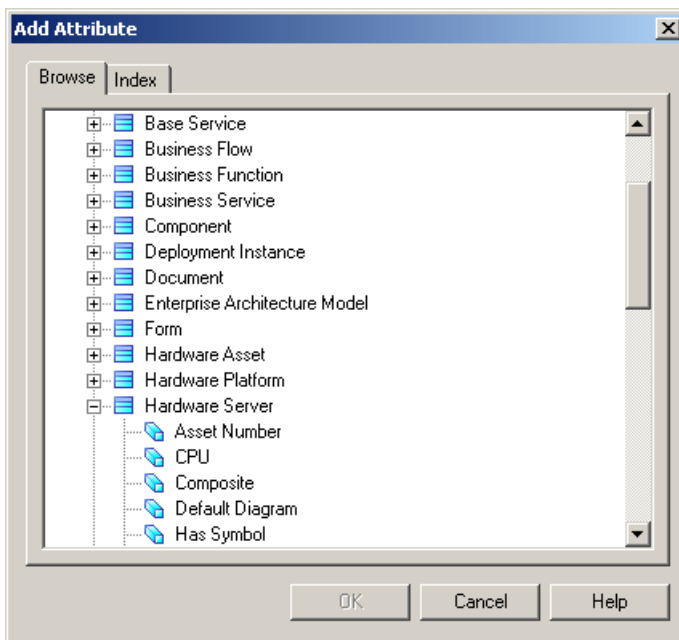 Add Attribute
Browse Index
Base Service
Business Flow
Business Function
Business Service
Component
Deployment Instance
Document
Enterprise Architecture Model
Form
Hardware Asset
Hardware Platform
Hardware Server
Asset Number
CPU
Composite
Default Diagram
Has Symbol
OK Cancel Help